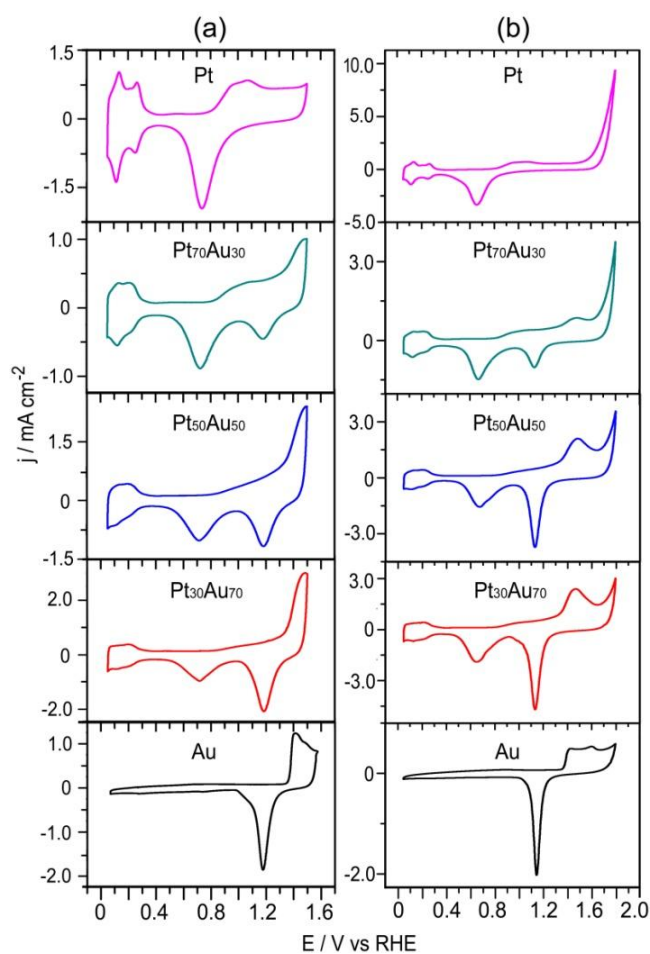 (a) (b)
Pt Pt
1.5 0 -1.5
10.0 5.0 0 -5.0
Pt70Au30 Pt70Au30
1.0 0 -1.0
3.0 0
Pt50Au50 Pt50Au50
1.5 0 -1.5
3.0 0 -3.0
Pt30Au70 Pt30Au70
2.0 0 -2.0
3.0 0 -3.0
Au Au
1.0 0 -1.0 -2.0
0 -2.0
j / mA cm-2
0 0.4 0.8 1.2 1.6 0 0.4 0.8 1.2 1.6 2.0
E / V vs RHE